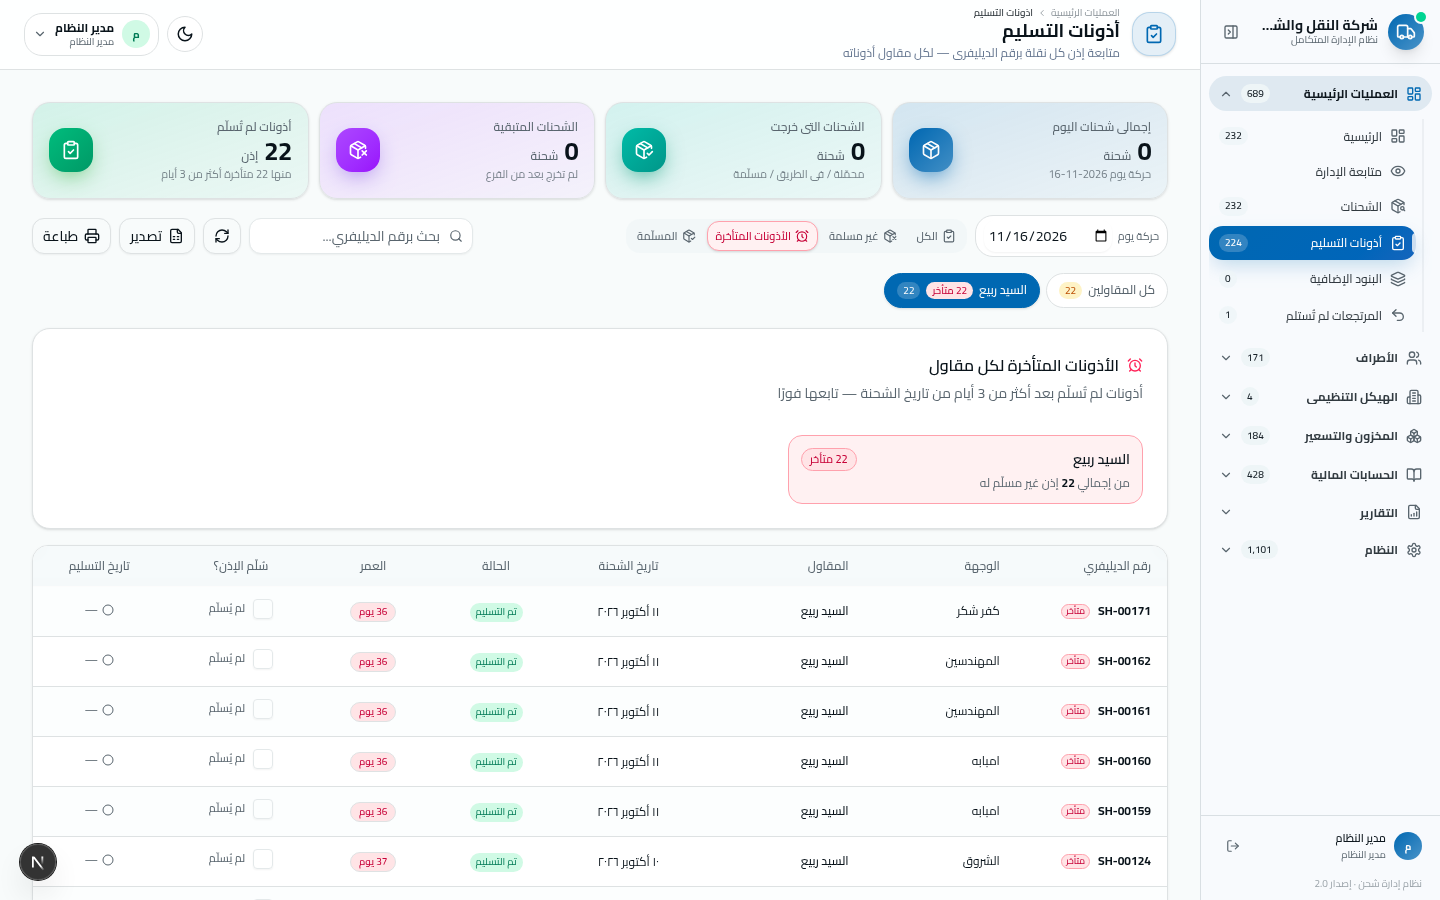 شركة النقل والشـ...
نظام الإدارة المتكامل
العمليات الرئيسية 689
الرئيسية 232
متابعة الإدارة
الشحنات 232
أذونات التسليم 224
البنود الإضافية 0
المرتجعات لم تُستلم 1
الأطراف 171
الهيكل التنظيمي 4
المخزون والتسعير 184
الحسابات المالية 428
التقارير
النظام 1,101
م
مدير النظام
مدير النظام
نظام إدارة شحن · إصدار 2.0
العمليات الرئيسية › اذونات التسليم
أذونات التسليم
متابعة إذن كل نقلة برقم الديليفري — لكل مقاول أذوناته
م
مدير النظام
مدير النظام
إجمالي شحنات اليوم
0 شحنة
حركة يوم 2026-11-16
الشحنات التي خرجت
0 شحنة
محمّلة / في الطريق / مسلّمة
الشحنات المتبقية
0 شحنة
لم تخرج بعد من الفرع
أذونات لم تُسلّم
22 إذن
منها 22 متأخرة أكثر من 3 أيام
حركة يوم 11/16/2026
الكل
غير مسلمة
الأذونات المتأخرة
المسلّمة
بحث برقم الديليفري...
تصدير
طباعة
كل المقاولين 22
السيد ربيع 22 متأخر 22
الأذونات المتأخرة لكل مقاول
أذونات لم تُسلّم بعد أكثر من 3 أيام من تاريخ الشحنة — تابعها فورًا
السيد ربيع 22 متأخر
من إجمالي 22 إذن غير مسلّم له
رقم الديليفري الوجهة المقاول تاريخ الشحنة الحالة العمر سُلّم الإذن؟ تاريخ التسليم
SH-00171 متأخر كفر شكر السيد ربيع ١١ أكتوبر ٢٠٢٦ تم التسليم 36 يوم لم يُسلّم —
SH-00162 متأخر المهندسين السيد ربيع ١١ أكتوبر ٢٠٢٦ تم التسليم 36 يوم لم يُسلّم —
SH-00161 متأخر المهندسين السيد ربيع ١١ أكتوبر ٢٠٢٦ تم التسليم 36 يوم لم يُسلّم —
SH-00160 متأخر امبابه السيد ربيع ١١ أكتوبر ٢٠٢٦ تم التسليم 36 يوم لم يُسلّم —
SH-00159 متأخر امبابه السيد ربيع ١١ أكتوبر ٢٠٢٦ تم التسليم 36 يوم لم يُسلّم —
SH-00124 متأخر الشروق السيد ربيع ١٠ أكتوبر ٢٠٢٦ تم التسليم 37 يوم لم يُسلّم —
N